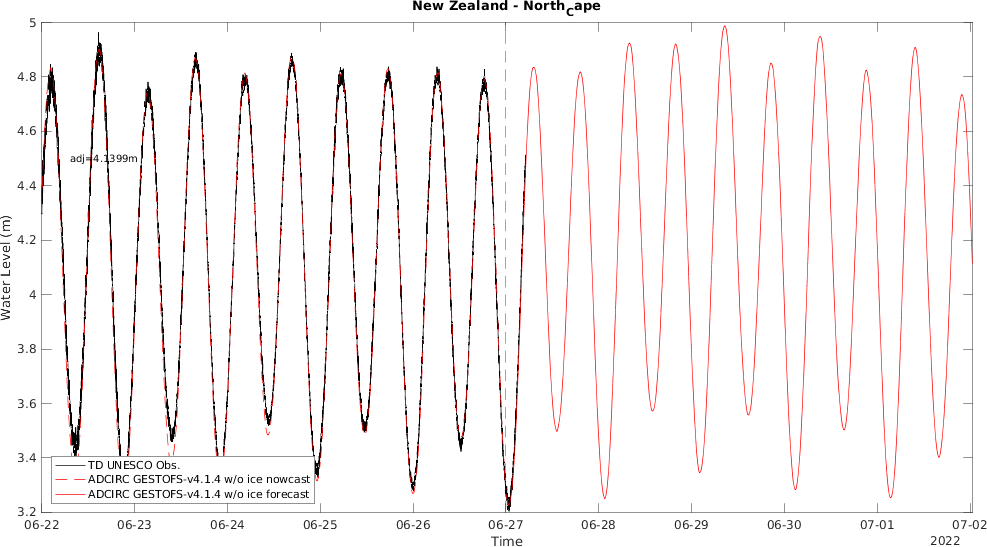 New Zealand - NorthCape
5
4.8
4.6
4.4
4.2
4
3.8
3.6
3.4
3.2
Water Level (m)
adj=4.1399m
TD UNESCO Obs.
ADCIRC GESTOFS-v4.1.4 w/o ice nowcast
ADCIRC GESTOFS-v4.1.4 w/o ice forecast
06-22 06-23 06-24 06-25 06-26 06-27 06-28 06-29 06-30 07-01 07-02
Time
2022